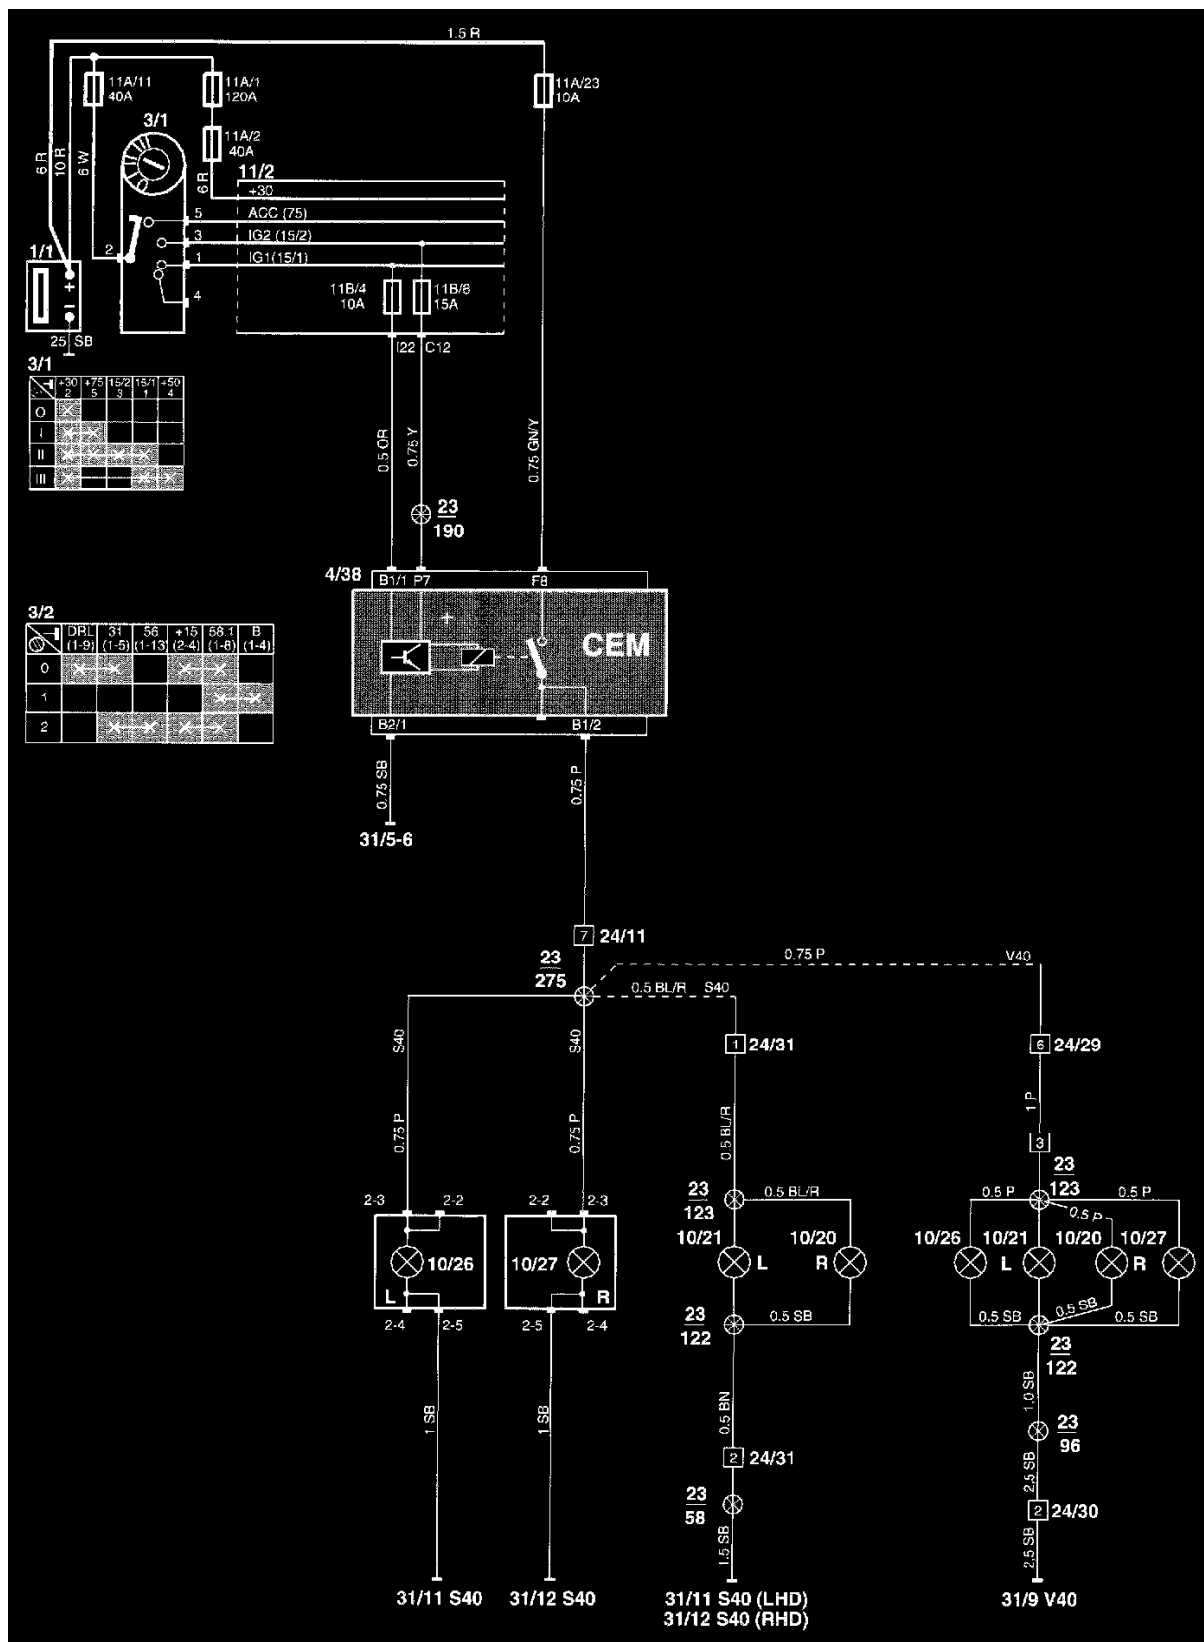 1.5 R
11A/11
40A
11A/1
120A
11A/23
10A
3/1
11A/2
40A
6 R
10 R
6 W
6 R
11/2
+30
5
ACC (75)
3
IG2 (15/2)
2
1
IG1(15/1)
1/1
+
−
4
11B/4
10A
11B/6
15A
25 SB
I22
C12
3/1
+30 +75 15/2 15/1 +50
2 5 3 1 4
O
I
II
III
0.5 OR
0.75 Y
0.75 GN/Y
23
190
4/38
B1/1 P7 F8
+
CEM
B2/1 B1/2
3/2
DRL 31 56 +15 58.1 B
(1-9) (1-5) (1-13) (2-4) (1-8) (1-4)
0
1
2
0.75 SB
0.75 P
31/5-6
7 24/11
23
275
0.75 P
V40
0.5 BL/R S40
S40
S40
1 24/31
6 24/29
0.75 P
0.75 P
0.5 BL/R
1 P
3
2-3 2-2
2-2 2-3
23
123
0.5 BL/R
23
123
0.5 P
0.5 P
0.5 P
10/26
L
10/27
R
10/21
L
10/20
R
10/26
10/21
L
10/20
R
10/27
2-4 2-5
2-5 2-4
23
122
0.5 SB
0.5 SB
0.5 SB
0.5 SB
23
122
1 SB
1 SB
0.5 BN
1,0 SB
2 24/31
23
96
23
58
2,5 SB
2 24/30
1.5 SB
2,5 SB
31/11 S40
31/12 S40
31/11 S40 (LHD)
31/12 S40 (RHD)
31/9 V40